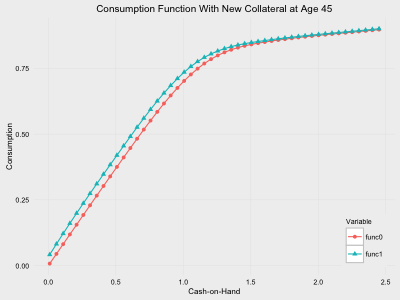 Consumption Function With New Collateral at Age 45
Consumption
0.75
0.50
0.25
0.00
0.0 0.5 1.0 1.5 2.0 2.5
Cash-on-Hand
Variable
func0
func1